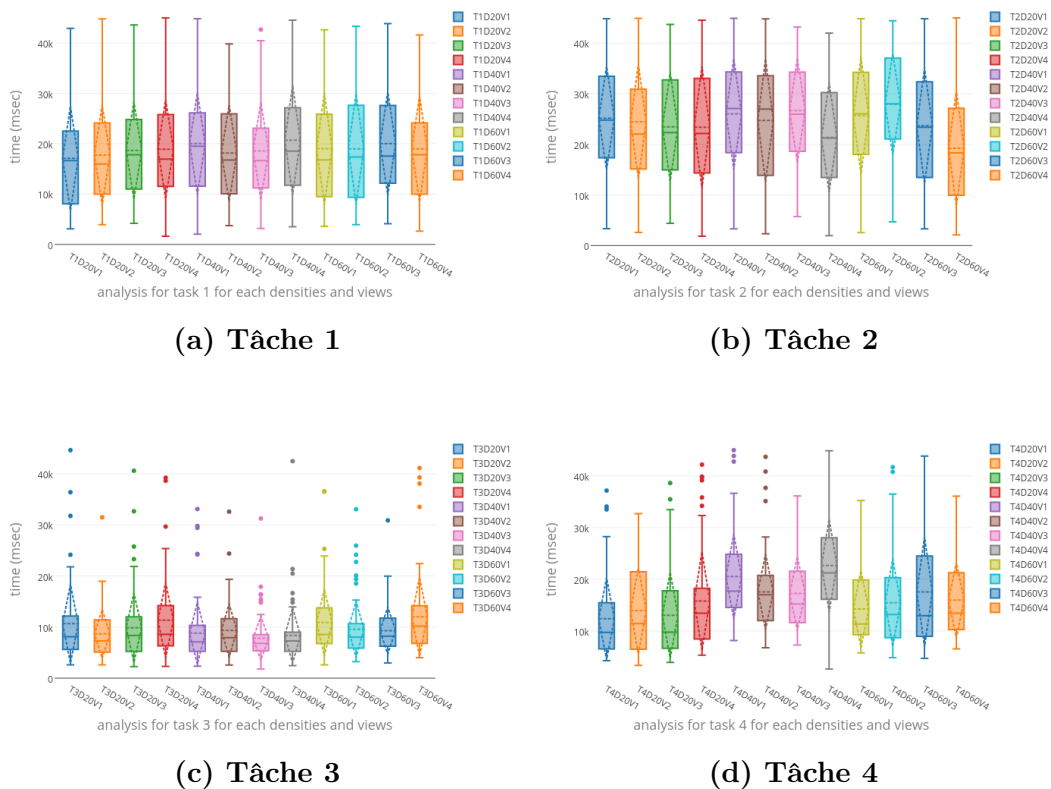 40k
30k
20k
10k
0
time (msec)
T1D20V1
T1D20V2
T1D20V3
T1D20V4
T1D40V1
T1D40V2
T1D40V3
T1D40V4
T1D60V1
T1D60V2
T1D60V3
T1D60V4
analysis for task 1 for each densities and views
T1D20V1
T1D20V2
T1D20V3
T1D20V4
T1D40V1
T1D40V2
T1D40V3
T1D40V4
T1D60V1
T1D60V2
T1D60V3
T1D60V4
(a) Tâche 1
40k
30k
20k
10k
0
time (msec)
T2D20V1
T2D20V2
T2D20V3
T2D20V4
T2D40V1
T2D40V2
T2D40V3
T2D40V4
T2D60V1
T2D60V2
T2D60V3
T2D60V4
analysis for task 2 for each densities and views
T2D20V1
T2D20V2
T2D20V3
T2D20V4
T2D40V1
T2D40V2
T2D40V3
T2D40V4
T2D60V1
T2D60V2
T2D60V3
T2D60V4
(b) Tâche 2
40k
30k
20k
10k
0
time (msec)
T3D20V1
T3D20V2
T3D20V3
T3D20V4
T3D40V1
T3D40V2
T3D40V3
T3D40V4
T3D60V1
T3D60V2
T3D60V3
T3D60V4
analysis for task 3 for each densities and views
T3D20V1
T3D20V2
T3D20V3
T3D20V4
T3D40V1
T3D40V2
T3D40V3
T3D40V4
T3D60V1
T3D60V2
T3D60V3
T3D60V4
(c) Tâche 3
40k
30k
20k
10k
time (msec)
T4D20V1
T4D20V2
T4D20V3
T4D20V4
T4D40V1
T4D40V2
T4D40V3
T4D40V4
T4D60V1
T4D60V2
T4D60V3
T4D60V4
analysis for task 4 for each densities and views
T4D20V1
T4D20V2
T4D20V3
T4D20V4
T4D40V1
T4D40V2
T4D40V3
T4D40V4
T4D60V1
T4D60V2
T4D60V3
T4D60V4
(d) Tâche 4